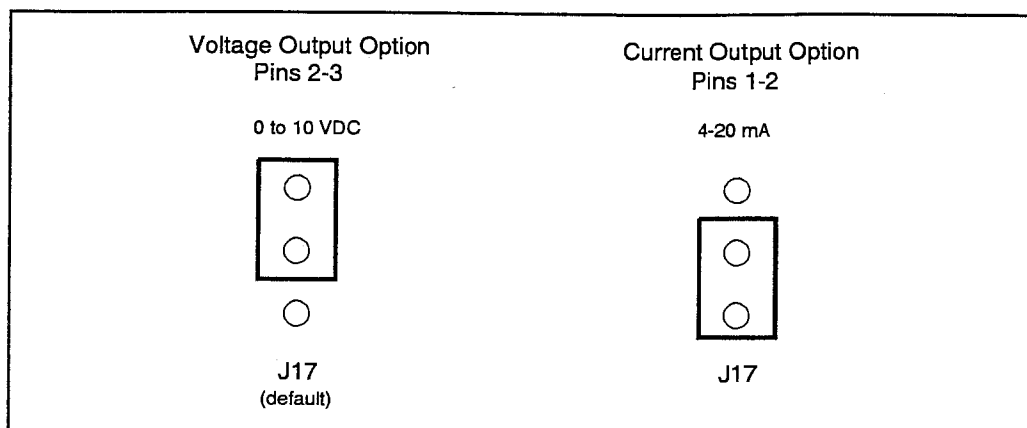 Voltage Output Option
Pins 2-3
0 to 10 VDC
J17
(default)
Current Output Option
Pins 1-2
4-20 mA
J17